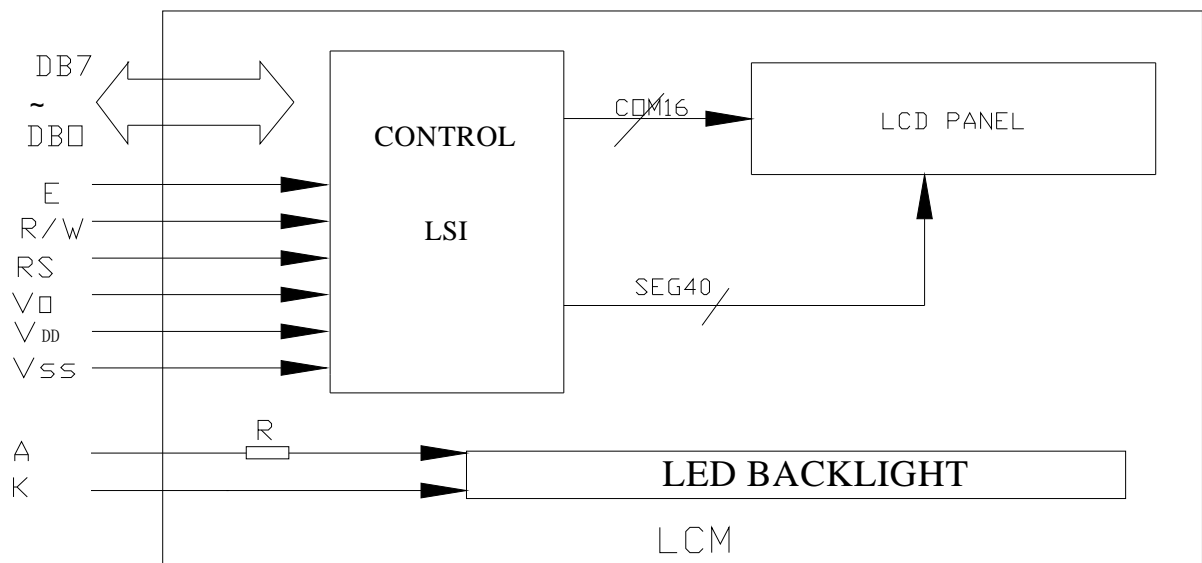 DB7
~
DB0
E
R/W
RS
V0
VDD
Vss
A
K
CONTROL
LSI
COM16
SEG40
LCD PANEL
R
LED BACKLIGHT
LCM